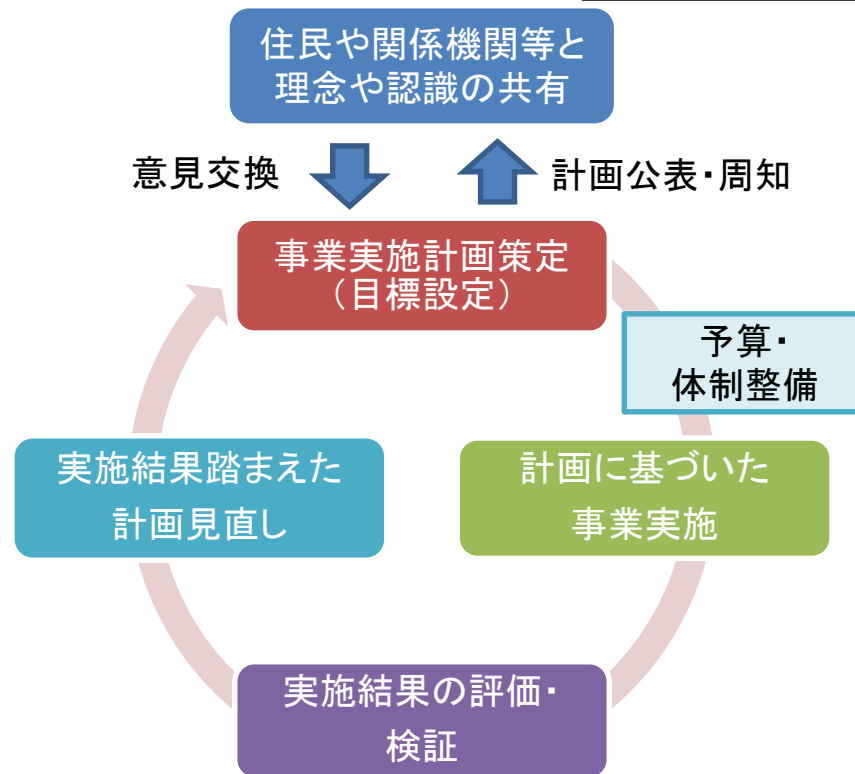 住民や関係機関等と
理念や認識の共有
意見交換
計画公表・周知
事業実施計画策定
（目標設定）
予算・
体制整備
実施結果踏まえた
計画見直し
計画に基づいた
事業実施
実施結果の評価・
検証